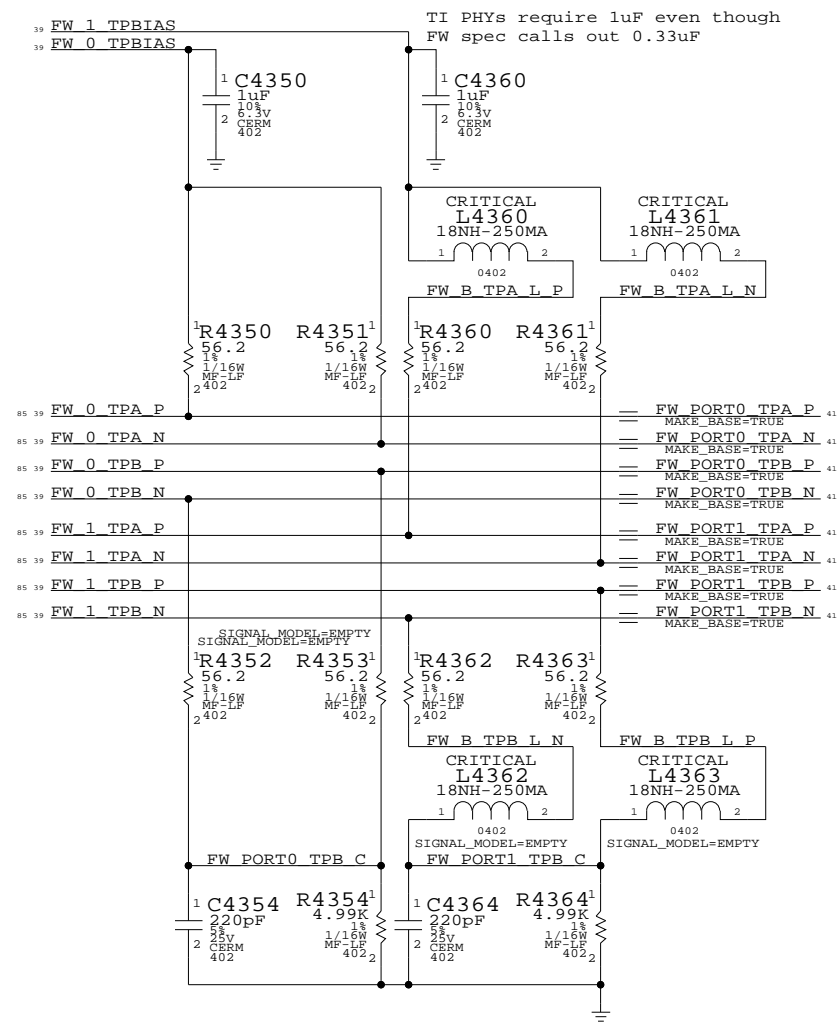 TI PHYs require 1uF even though
FW spec calls out 0.33uF
39 FW_1_TPBIAS
39 FW_0_TPBIAS
1 C4350
1uF
10%
6.3V
2 CERM
402
1 C4360
1uF
10%
6.3V
2 CERM
402
CRITICAL
L4360
18NH-250MA
1 2
0402
FW_B_TPA_L_P
CRITICAL
L4361
18NH-250MA
1 2
0402
FW_B_TPA_L_N
1 R4350
56.2
1%
1/16W
MF-LF
2 402
R4351 1
56.2
1%
1/16W
MF-LF
402 2
1 R4360
56.2
1%
1/16W
MF-LF
2 402
R4361 1
56.2
1%
1/16W
MF-LF
402 2
85 39 FW_0_TPA_P FW_PORT0_TPA_P 41
MAKE_BASE=TRUE
85 39 FW_0_TPA_N FW_PORT0_TPA_N 41
MAKE_BASE=TRUE
85 39 FW_0_TPB_P FW_PORT0_TPB_P 41
MAKE_BASE=TRUE
85 39 FW_0_TPB_N FW_PORT0_TPB_N 41
MAKE_BASE=TRUE
85 39 FW_1_TPA_P FW_PORT1_TPA_P 41
MAKE_BASE=TRUE
85 39 FW_1_TPA_N FW_PORT1_TPA_N 41
MAKE_BASE=TRUE
85 39 FW_1_TPB_P FW_PORT1_TPB_P 41
MAKE_BASE=TRUE
85 39 FW_1_TPB_N FW_PORT1_TPB_N 41
MAKE_BASE=TRUE
SIGNAL_MODEL=EMPTY
SIGNAL_MODEL=EMPTY
1 R4352
56.2
1%
1/16W
MF-LF
2 402
R4353 1
56.2
1%
1/16W
MF-LF
402 2
1 R4362
56.2
1%
1/16W
MF-LF
2 402
R4363 1
56.2
1%
1/16W
MF-LF
402 2
FW_B_TPB_L_N
CRITICAL
L4362
18NH-250MA
1 2
0402
SIGNAL_MODEL=EMPTY
FW_B_TPB_L_P
CRITICAL
L4363
18NH-250MA
1 2
0402
SIGNAL_MODEL=EMPTY
FW_PORT0_TPB_C
FW_PORT1_TPB_C
1 C4354
220pF
5%
25V
2 CERM
402
R4354 1
4.99K
1%
1/16W
MF-LF
402 2
1 C4364
220pF
5%
25V
2 CERM
402
R4364 1
4.99K
1%
1/16W
MF-LF
402 2